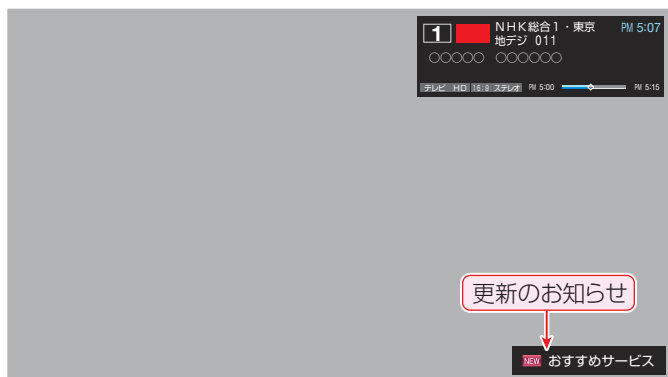 1 NHK総合1・東京 PM 5:07
地デジ 011
○○○○○ ○○○○○○
テレビ HD 16:9 ステレオ PM 5:00 PM 5:15
更新のお知らせ
NEW おすすめサービス